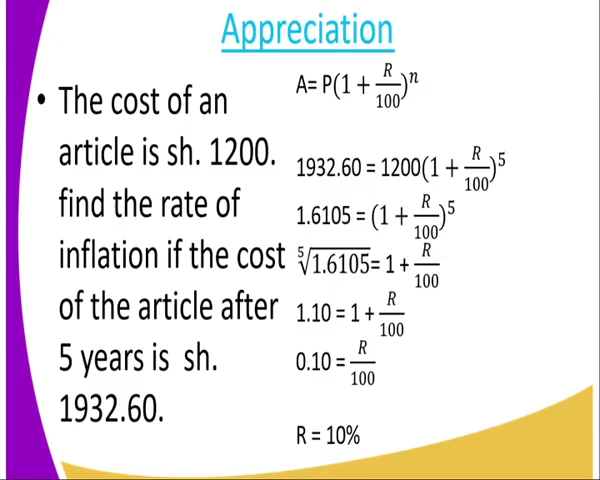 Appreciation
• The cost of an
article is sh. 1200.
find the rate of
inflation if the cost
of the article after
5 years is sh.
1932.60.
A= P(1 + R/100)^n
1932.60 = 1200(1 + R/100)^5
1.6105 = (1 + R/100)^5
⁵√1.6105= 1 + R/100
1.10 = 1 + R/100
0.10 = R/100
R = 10%